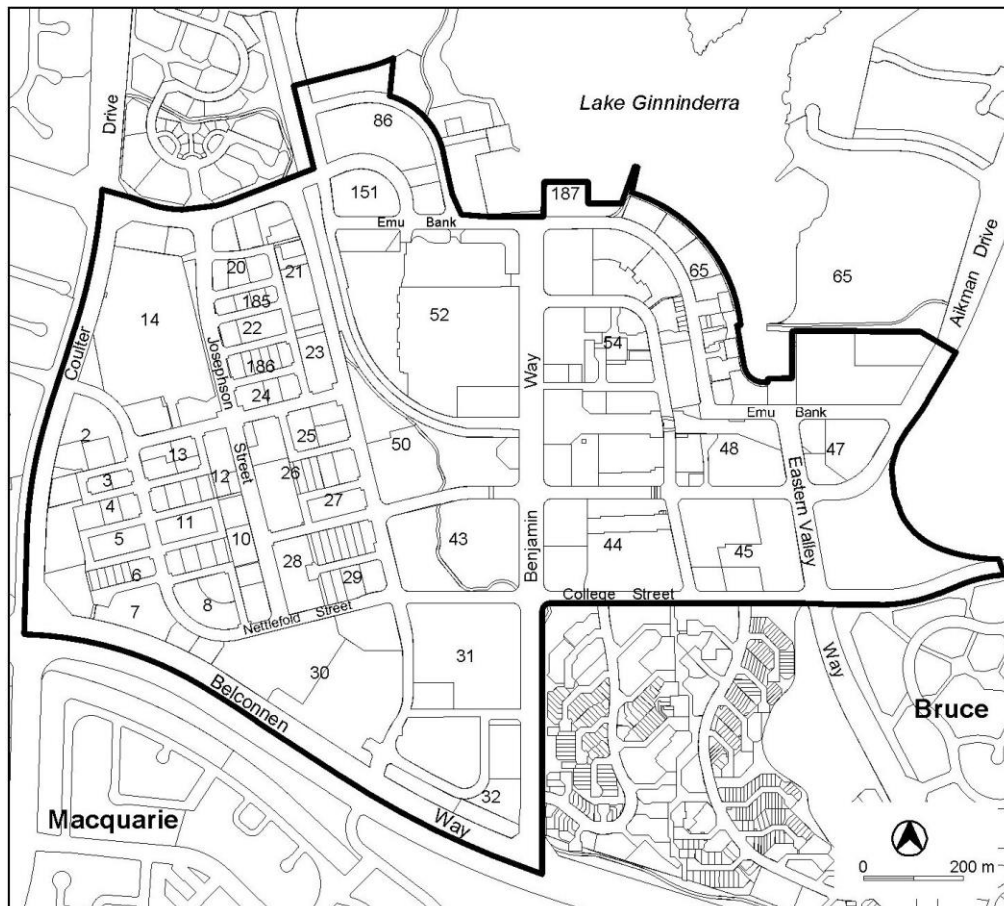 Lake Ginninderra
Drive
86
151
187
Emu Bank
20
21
65
65
Aikman Drive
185
14
52
22
Coulter
Josephson
23
54
Way
186
24
Emu Bank
2
25
13
50
48
47
3
Street
12
26
4
27
Eastern Valley
11
5
10
43
Benjamin
44
45
28
6
29
8
College Street
7
Nettlefold Street
30
31
Way
Belconnen
Bruce
32
Macquarie
Way
0 200 m